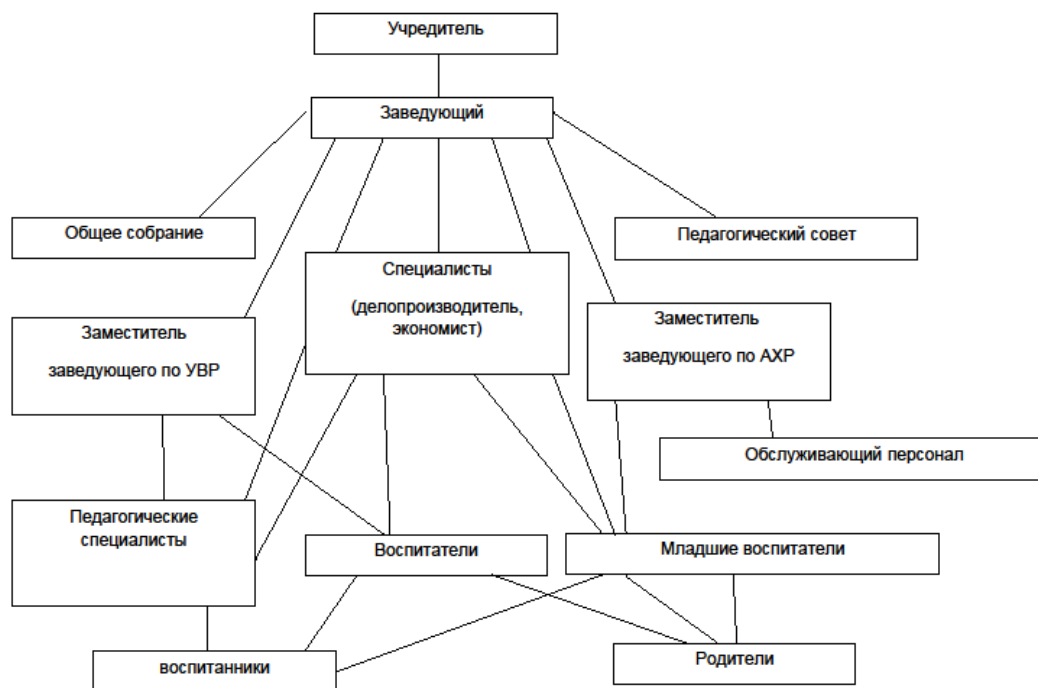 Учредитель
Заведующий
Общее собрание
Педагогический совет
Специалисты
(делопроизводитель,
экономист)
Заместитель
заведующего по УВР
Заместитель
заведующего по АХР
Обслуживающий персонал
Педагогические
специалисты
Воспитатели
Младшие воспитатели
воспитанники
Родители